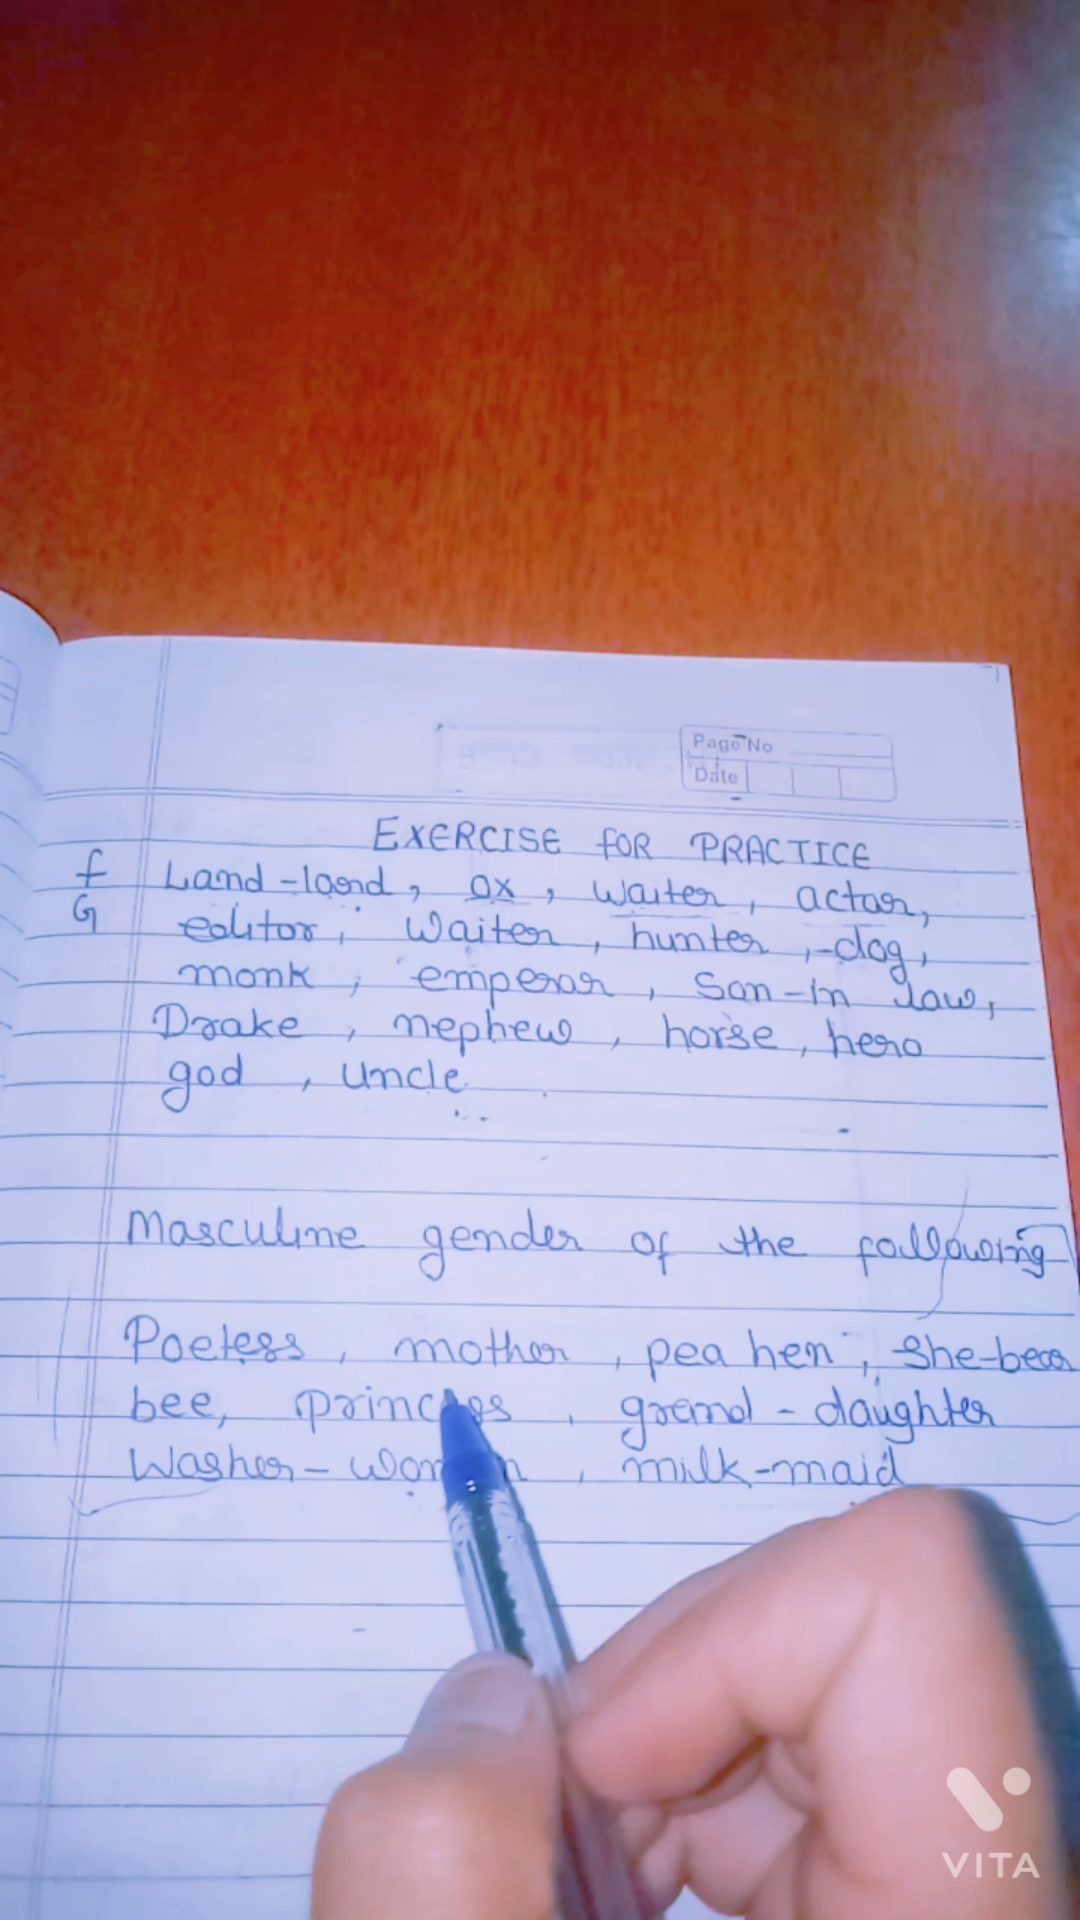 Page No
Date
EXERCISE FOR PRACTICE
f Land-lord, ox, waiter, actor,
G editor, Waiter, hunter, dog,
monk, emperor, Son-in law,
Drake, nephew, horse, hero
god, uncle.
Masculine gender of the following
Poetess, mother, pea hen, She-bear
bee, princess, grand-daughter
Washer-woman, milk-maid
VITA